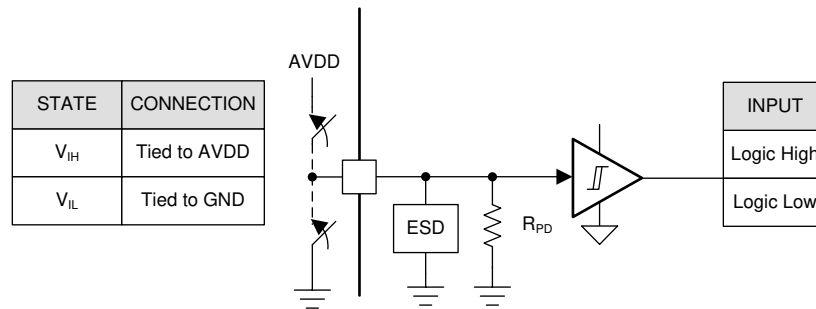 AVDD
STATE CONNECTION
V_IH Tied to AVDD
V_IL Tied to GND
ESD
R_PD
INPUT
Logic High
Logic Low